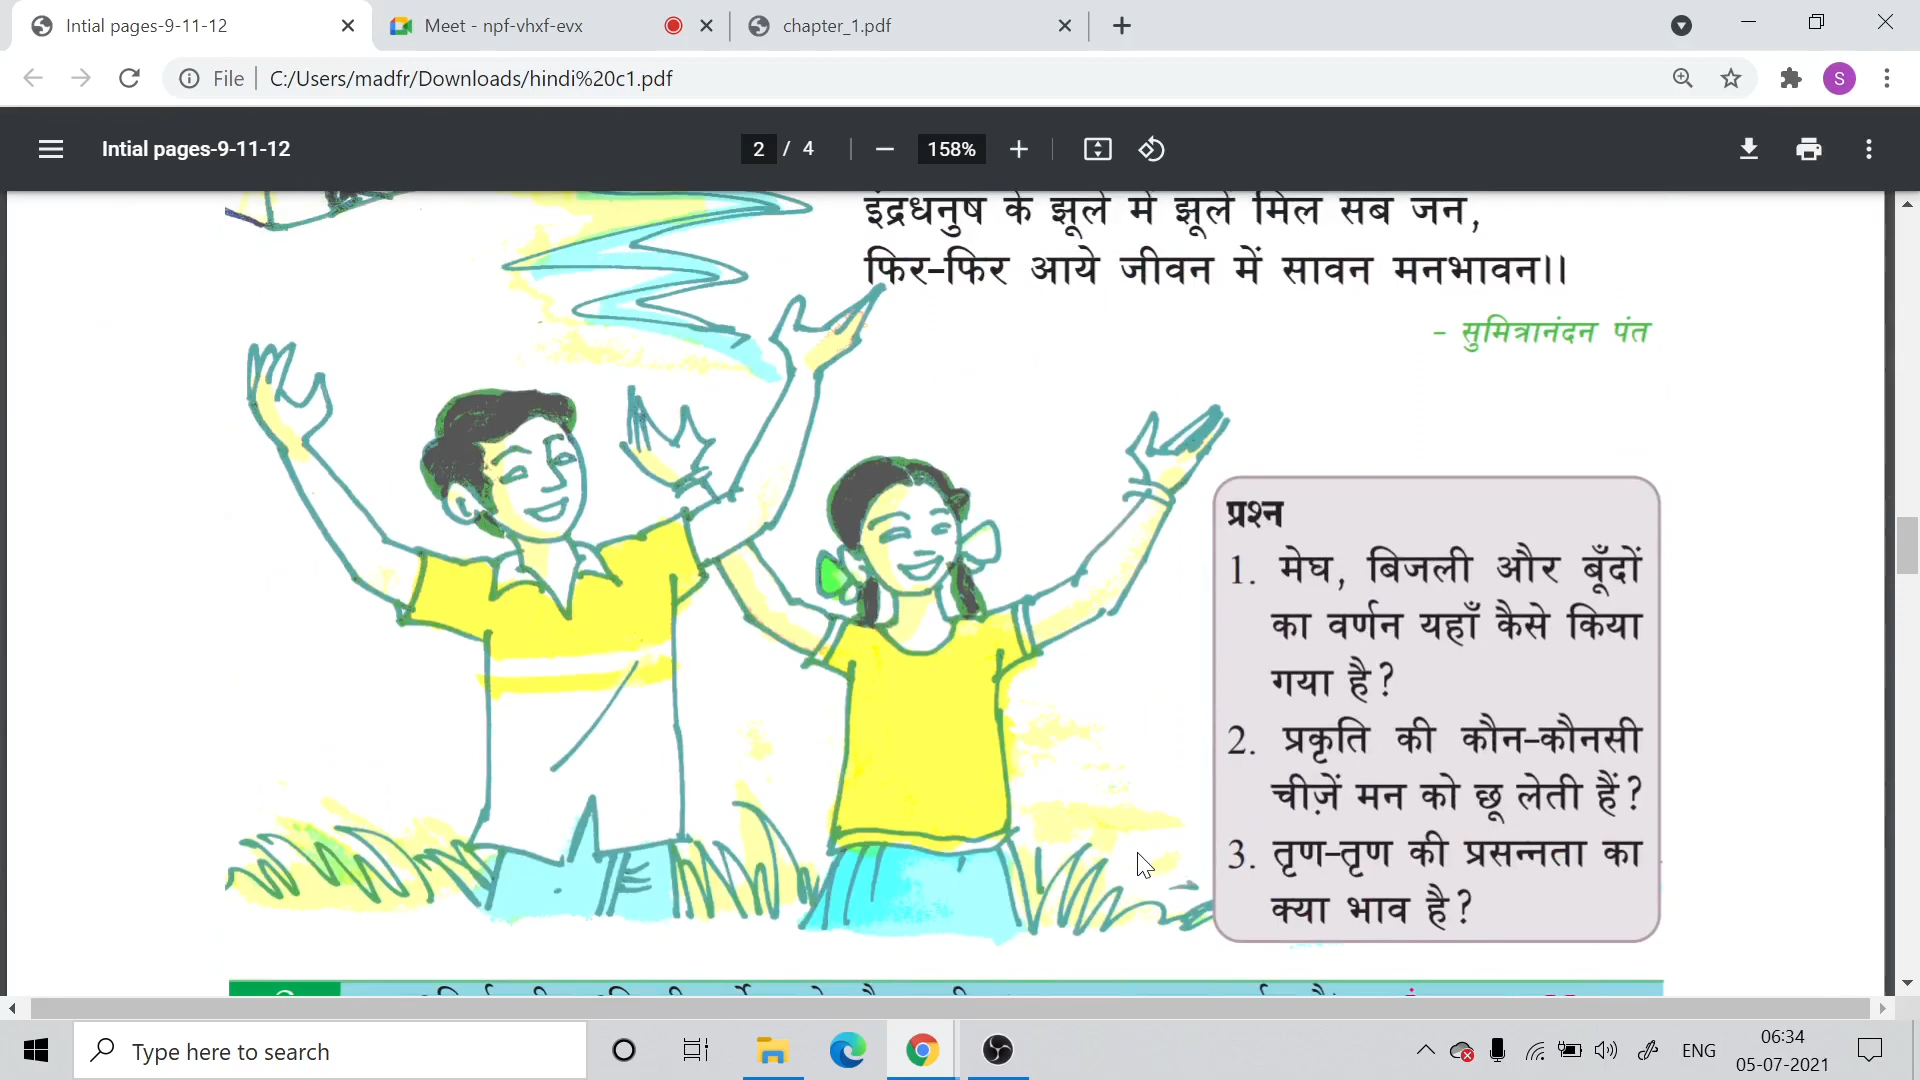 Intial pages-9-11-12
Meet - npf-vhxf-evx
chapter_1.pdf
File
C:/Users/madfr/Downloads/hindi%20c1.pdf
S
Intial pages-9-11-12
2 / 4
158%
इंद्रधनुष के झूले में झूलें मिल सब जन,
फिर-फिर आये जीवन में सावन मनभावन।।
- सुमित्रानंदन पंत
प्रश्न
1. मेघ, बिजली और बूँदों
का वर्णन यहाँ कैसे किया
गया है?
2. प्रकृति की कौन-कौनसी
चीज़ें मन को छू लेती हैं?
3. तृण-तृण की प्रसन्नता का
क्या भाव है?
Type here to search
ENG
06:34
05-07-2021